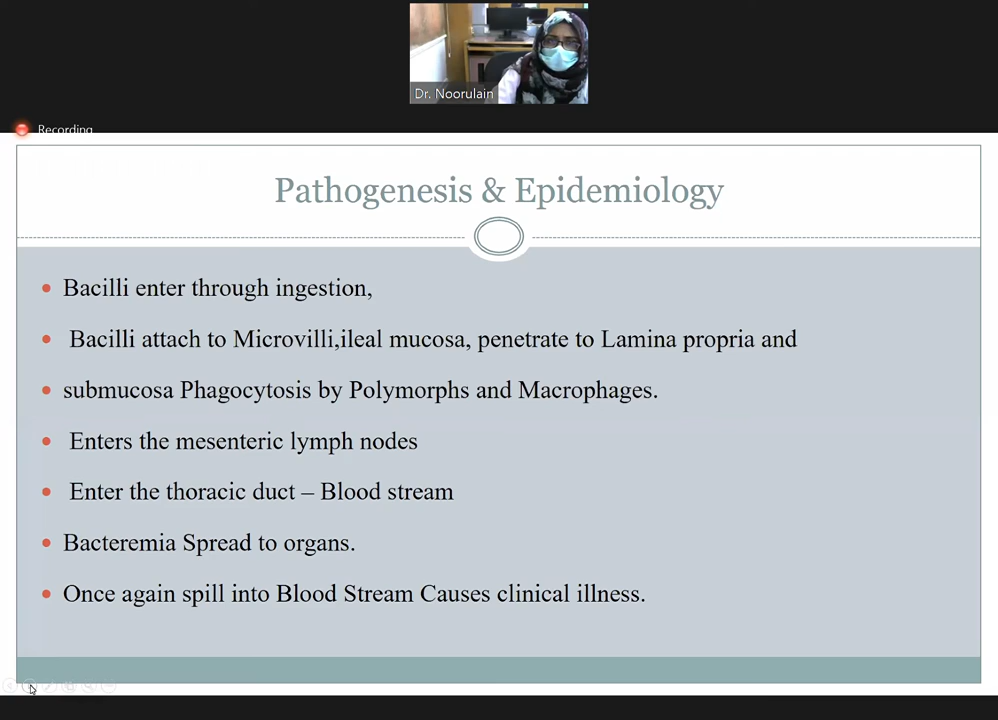 Dr. Noorulain
Recording
Pathogenesis & Epidemiology
Bacilli enter through ingestion,
Bacilli attach to Microvilli,ileal mucosa, penetrate to Lamina propria and
submucosa Phagocytosis by Polymorphs and Macrophages.
Enters the mesenteric lymph nodes
Enter the thoracic duct – Blood stream
Bacteremia Spread to organs.
Once again spill into Blood Stream Causes clinical illness.